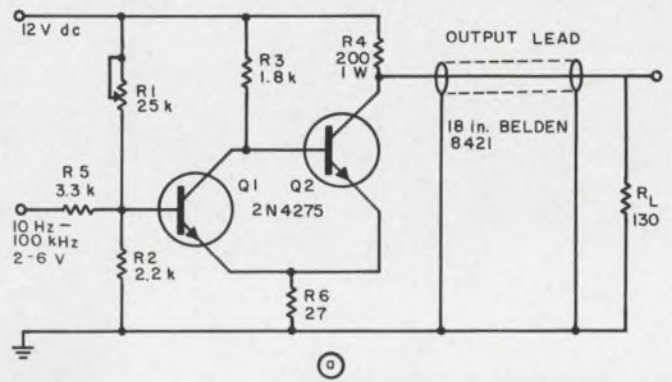 12 V dc
R1
25 k
R 5
3.3 k
10 Hz –
100 kHz
2-6 V
R2
2.2 k
R3
1.8k
Q1
Q2
2N4275
R6
27
R4
200
1 W
OUTPUT LEAD
18 in. BELDEN
8421
RL
130
a